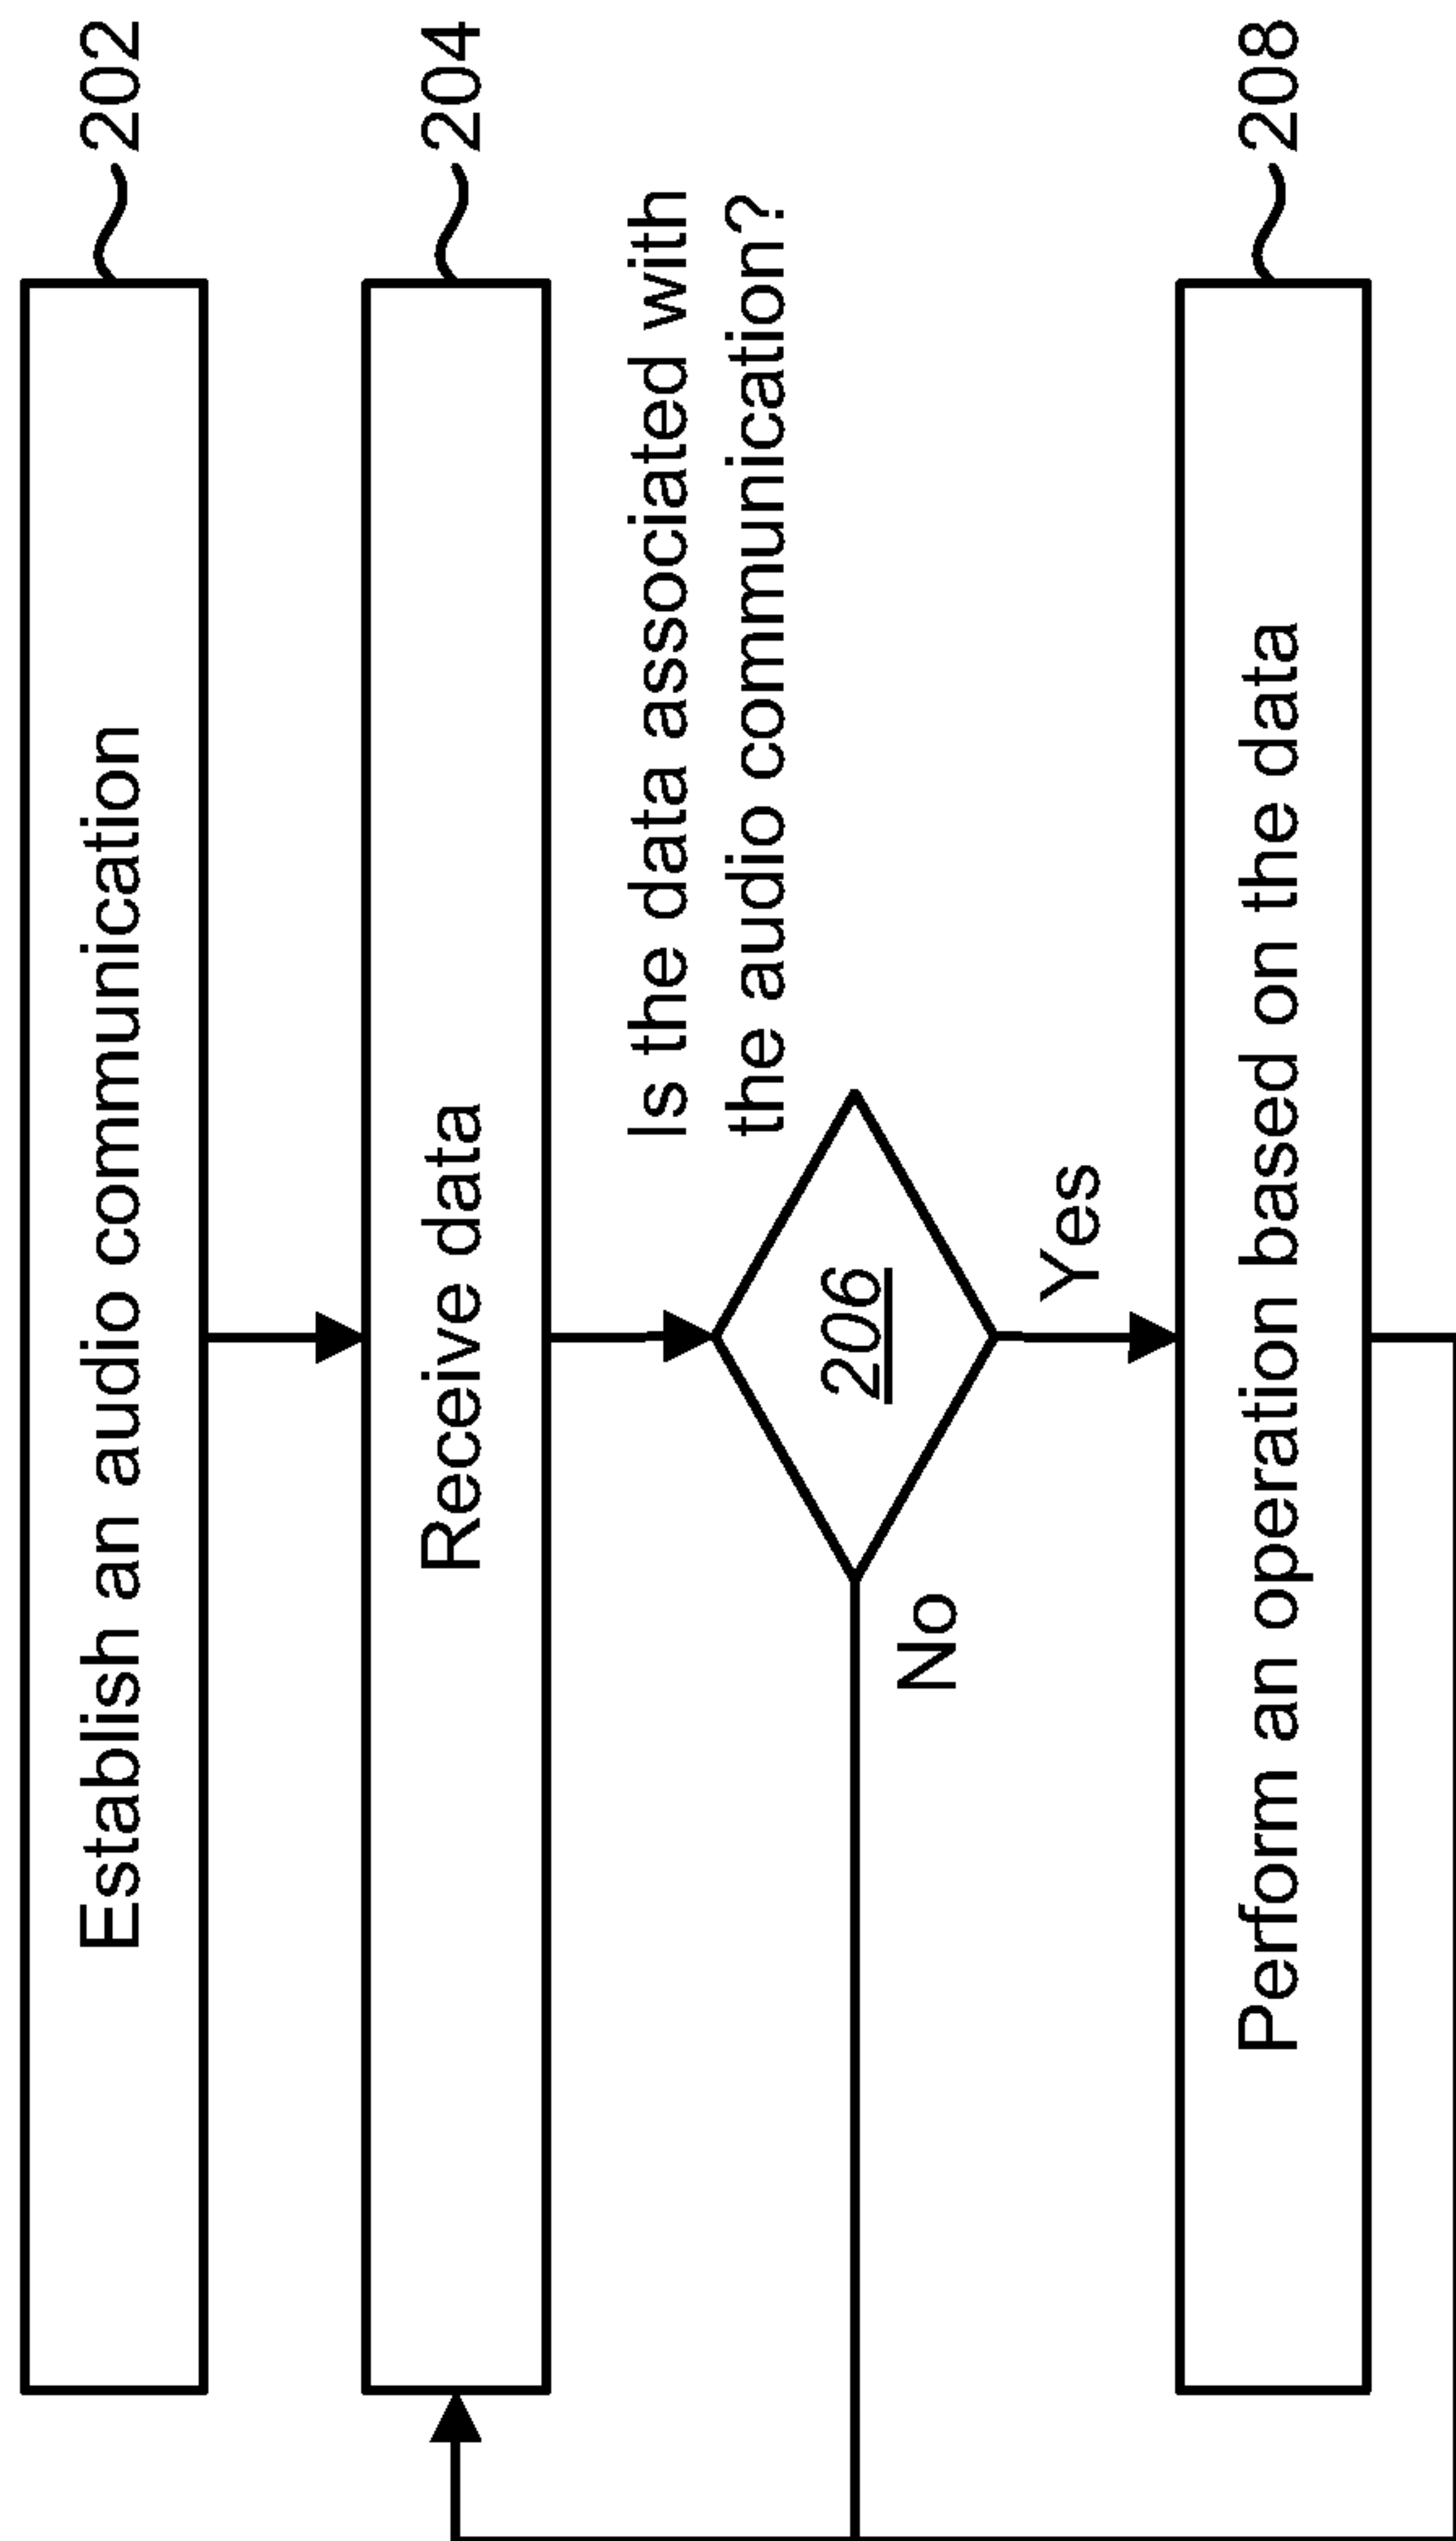 Establish an audio communication
202
Receive data
204
Is the data associated with
the audio communication?
206
Yes
No
Perform an operation based on the data
208